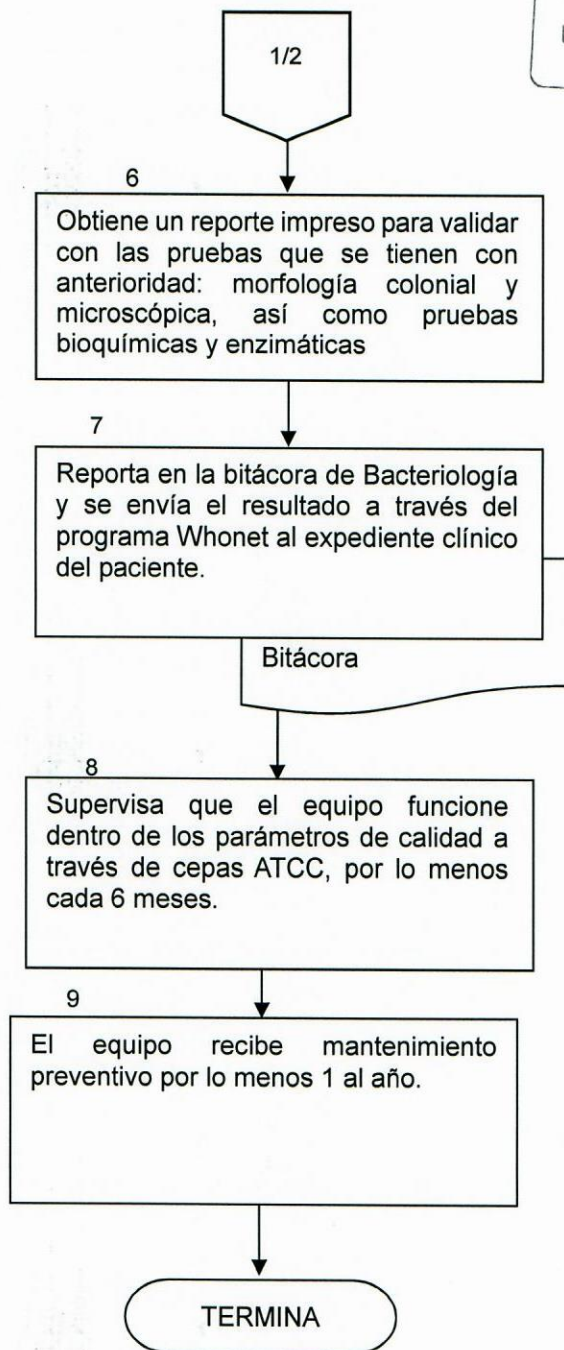 1/2
6
Obtiene un reporte impreso para validar
con las pruebas que se tienen con
anterioridad: morfología colonial y
microscópica, así como pruebas
bioquímicas y enzimáticas
7
Reporta en la bitácora de Bacteriología
y se envía el resultado a través del
programa Whonet al expediente clínico
del paciente.
Bitácora
8
Supervisa que el equipo funcione
dentro de los parámetros de calidad a
través de cepas ATCC, por lo menos
cada 6 meses.
9
El equipo recibe mantenimiento
preventivo por lo menos 1 al año.
TERMINA